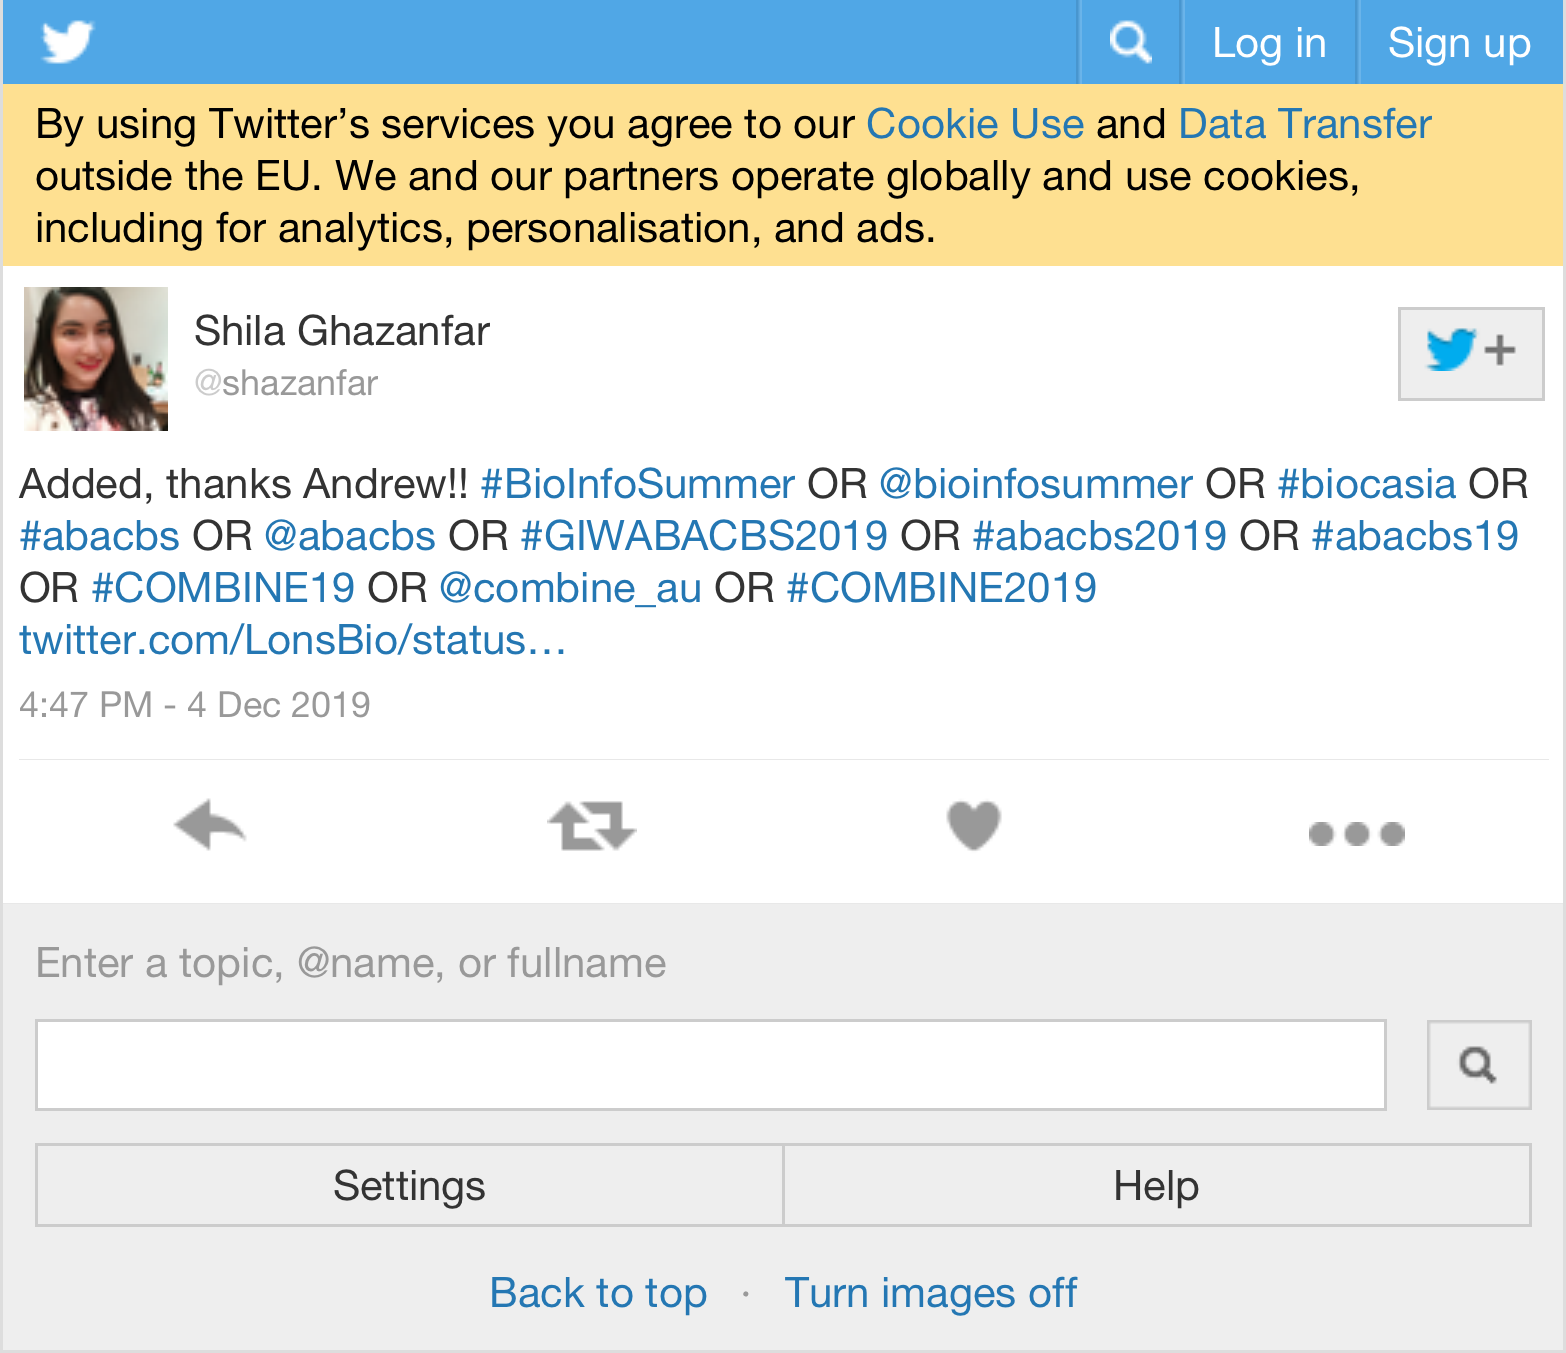 Log in
Sign up
By using Twitter’s services you agree to our Cookie Use and Data Transfer
outside the EU. We and our partners operate globally and use cookies,
including for analytics, personalisation, and ads.
Shila Ghazanfar
@shazanfar
Added, thanks Andrew!! #BioInfoSummer OR @bioinfosummer OR #biocasia OR
#abacbs OR @abacbs OR #GIWABACBS2019 OR #abacbs2019 OR #abacbs19
OR #COMBINE19 OR @combine_au OR #COMBINE2019
twitter.com/LonsBio/status…
4:47 PM - 4 Dec 2019
Enter a topic, @name, or fullname
Settings
Help
Back to top · Turn images off